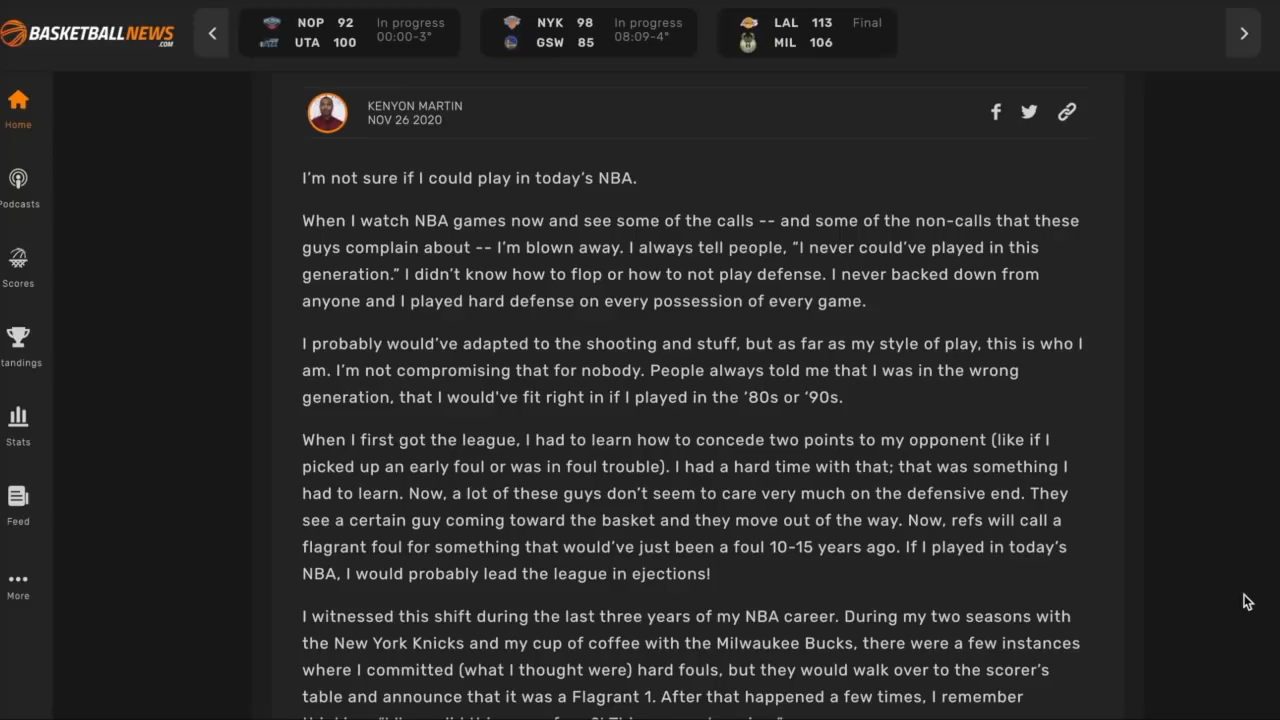 BASKETBALLNEWS
.COM
NOP 92 In progress
UTA 100 00:00-3°
NYK 98 In progress
GSW 85 08:09-4°
LAL 113 Final
MIL 106
Home
Podcasts
Scores
tandings
Stats
Feed
More
KENYON MARTIN
NOV 26 2020
I’m not sure if I could play in today’s NBA.
When I watch NBA games now and see some of the calls -- and some of the non-calls that these
guys complain about -- I’m blown away. I always tell people, “I never could’ve played in this
generation.” I didn’t know how to flop or how to not play defense. I never backed down from
anyone and I played hard defense on every possession of every game.
I probably would’ve adapted to the shooting and stuff, but as far as my style of play, this is who I
am. I’m not compromising that for nobody. People always told me that I was in the wrong
generation, that I would've fit right in if I played in the ‘80s or ‘90s.
When I first got the league, I had to learn how to concede two points to my opponent (like if I
picked up an early foul or was in foul trouble). I had a hard time with that; that was something I
had to learn. Now, a lot of these guys don’t seem to care very much on the defensive end. They
see a certain guy coming toward the basket and they move out of the way. Now, refs will call a
flagrant foul for something that would’ve just been a foul 10-15 years ago. If I played in today’s
NBA, I would probably lead the league in ejections!
I witnessed this shift during the last three years of my NBA career. During my two seasons with
the New York Knicks and my cup of coffee with the Milwaukee Bucks, there were a few instances
where I committed (what I thought were) hard fouls, but they would walk over to the scorer’s
table and announce that it was a Flagrant 1. After that happened a few times, I remember